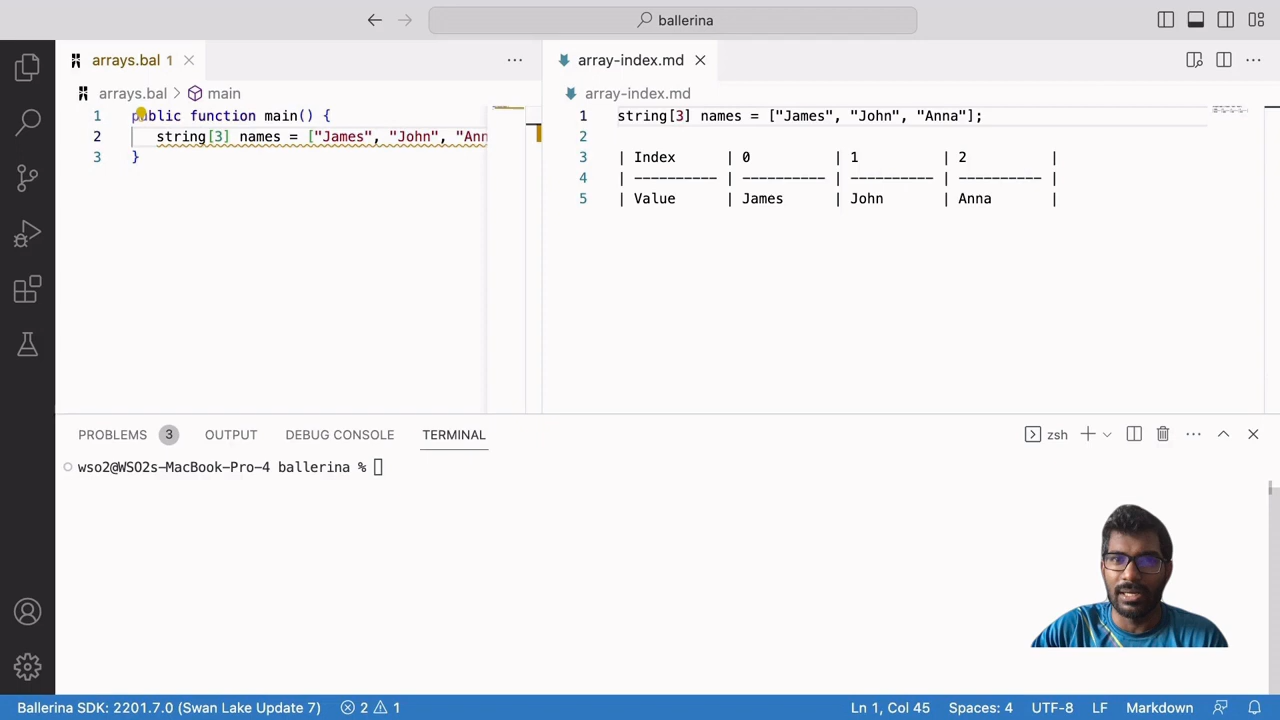 ballerina
arrays.bal 1
arrays.bal > main
1 public function main() {
2 string[3] names = ["James", "John", "Ann
3 }
array-index.md
array-index.md
1 string[3] names = ["James", "John", "Anna"];
2
3 | Index | 0 | 1 | 2 |
4 | ---------- | ---------- | ---------- | ---------- |
5 | Value | James | John | Anna |
PROBLEMS 3 OUTPUT DEBUG CONSOLE TERMINAL zsh
wso2@WSO2s-MacBook-Pro-4 ballerina %
Ballerina SDK: 2201.7.0 (Swan Lake Update 7) 2 1 Ln 1, Col 45 Spaces: 4 UTF-8 LF Markdown